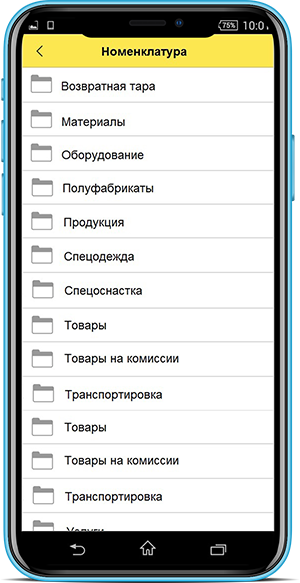 75% 10:0
Номенклатура
Возвратная тара
Материалы
Оборудование
Полуфабрикаты
Продукция
Спецодежда
Спецоснастка
Товары
Товары на комиссии
Транспортировка
Товары
Товары на комиссии
Транспортировка
Услуги